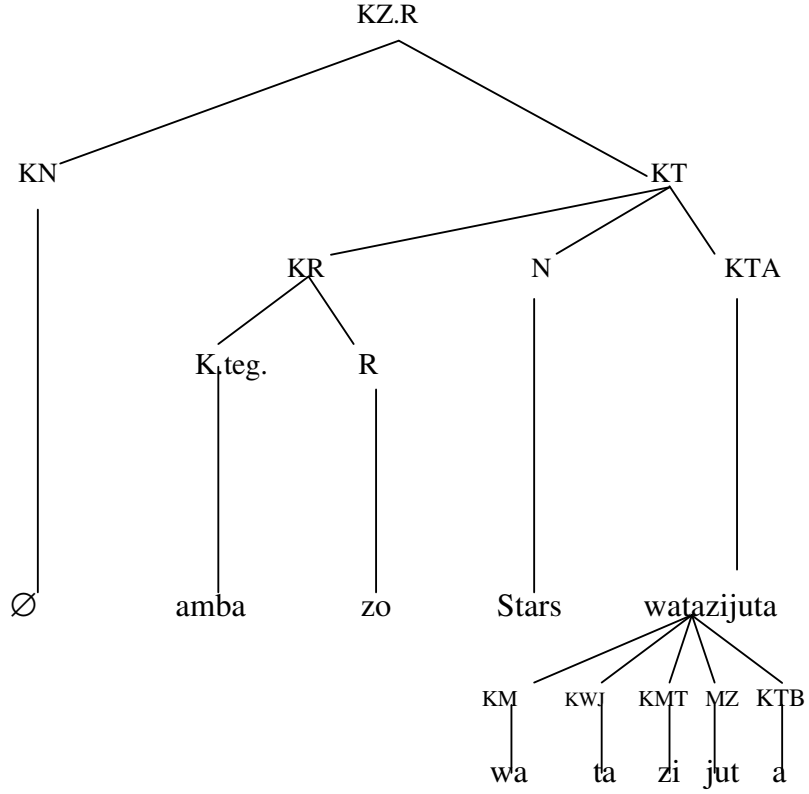 KZ.R
KN KT
KR N KTA
K.teg. R
∅ amba zo Stars watazijuta
KM KWJ KMT MZ KTB
wa ta zi jut a